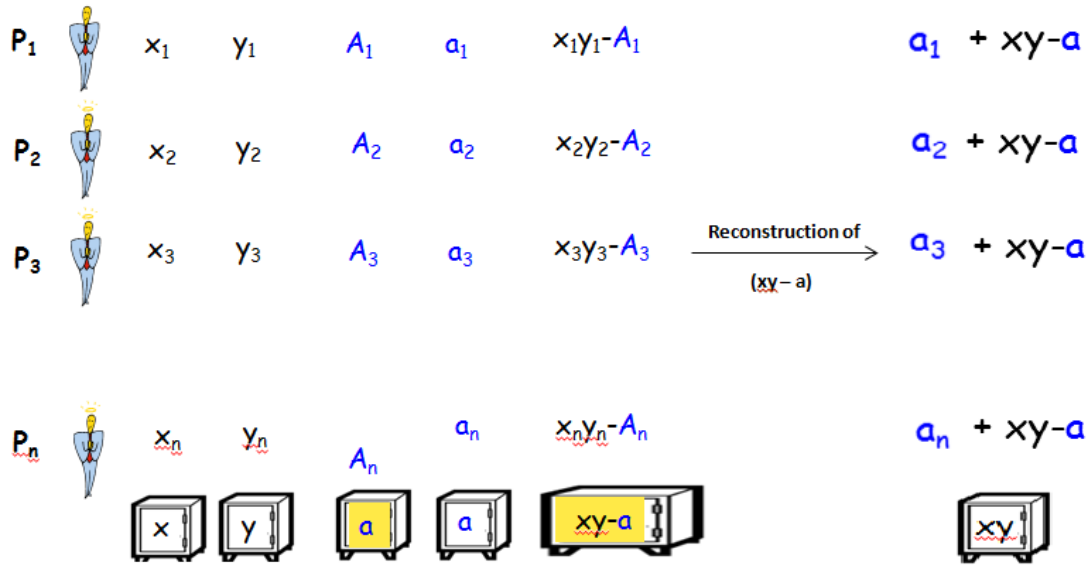 P₁ x₁ y₁ A₁ a₁ x₁y₁-A₁ a₁ + xy-a
P₂ x₂ y₂ A₂ a₂ x₂y₂-A₂ a₂ + xy-a
P₃ x₃ y₃ A₃ a₃ x₃y₃-A₃ Reconstruction of a₃ + xy-a
(xy – a)
Pₙ xₙ yₙ Aₙ aₙ xₙyₙ-Aₙ aₙ + xy-a
x y a a xy-a xy